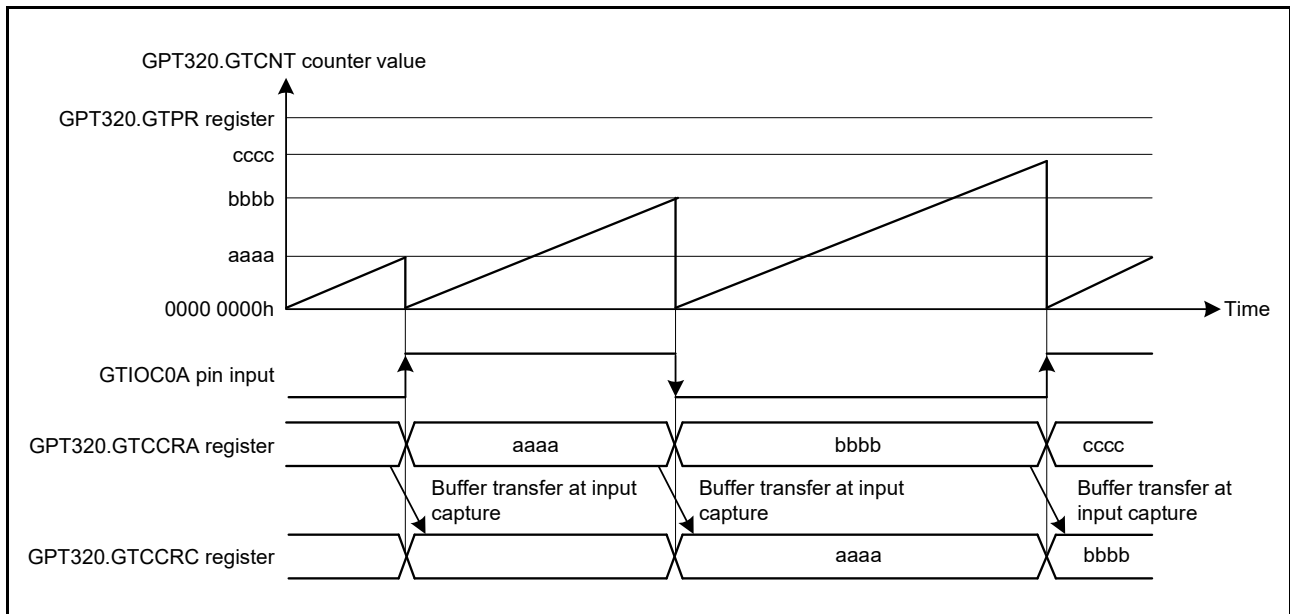 GPT320.GTCNT counter value
GPT320.GTPR register
cccc
bbbb
aaaa
0000 0000h
Time
GTIOC0A pin input
GPT320.GTCCRA register
aaaa
bbbb
cccc
Buffer transfer at input
capture
Buffer transfer at input
capture
Buffer transfer at
input capture
GPT320.GTCCRC register
aaaa
bbbb